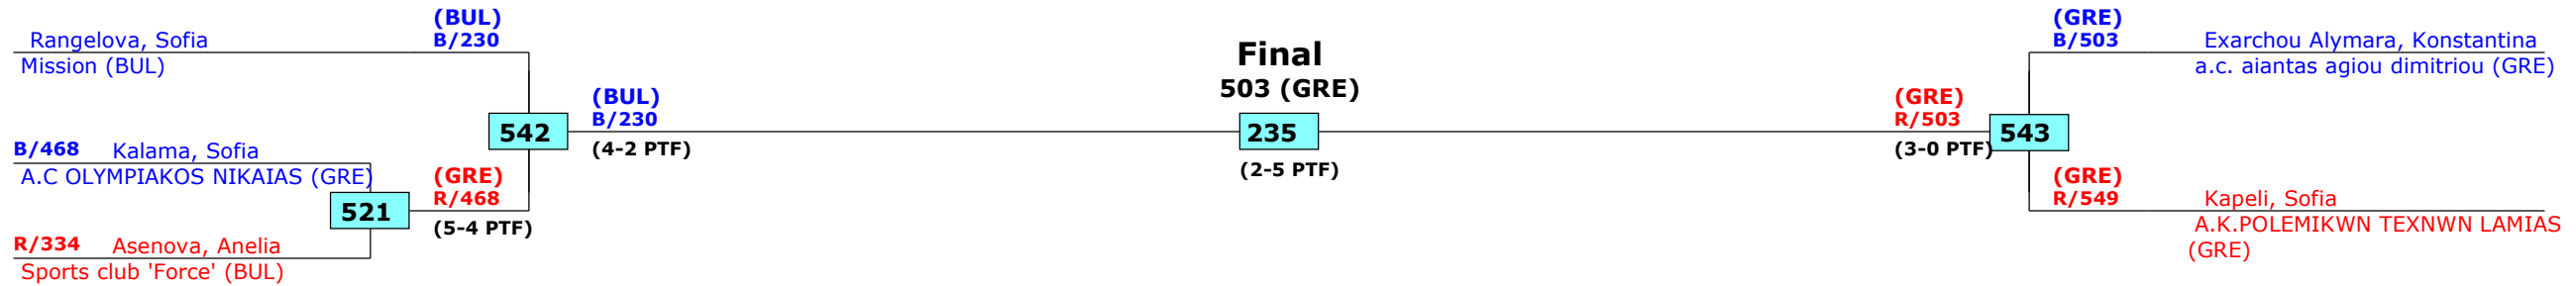 (BUL)
B/230
Rangelova, Sofia
Mission (BUL)
B/468 Kalama, Sofia
A.C OLYMPIAKOS NIKAIAS (GRE)
521
R/334 Asenova, Anelia
Sports club 'Force' (BUL)
(GRE)
R/468
(5-4 PTF)
542
(BUL)
B/230
(4-2 PTF)
Final
503 (GRE)
235
(2-5 PTF)
(GRE)
R/503
(3-0 PTF)
543
(GRE)
B/503
Exarchou Alymara, Konstantina
a.c. aiantas agiou dimitriou (GRE)
(GRE)
R/549
Kapeli, Sofia
A.K.POLEMIKWN TEXNWN LAMIAS
(GRE)